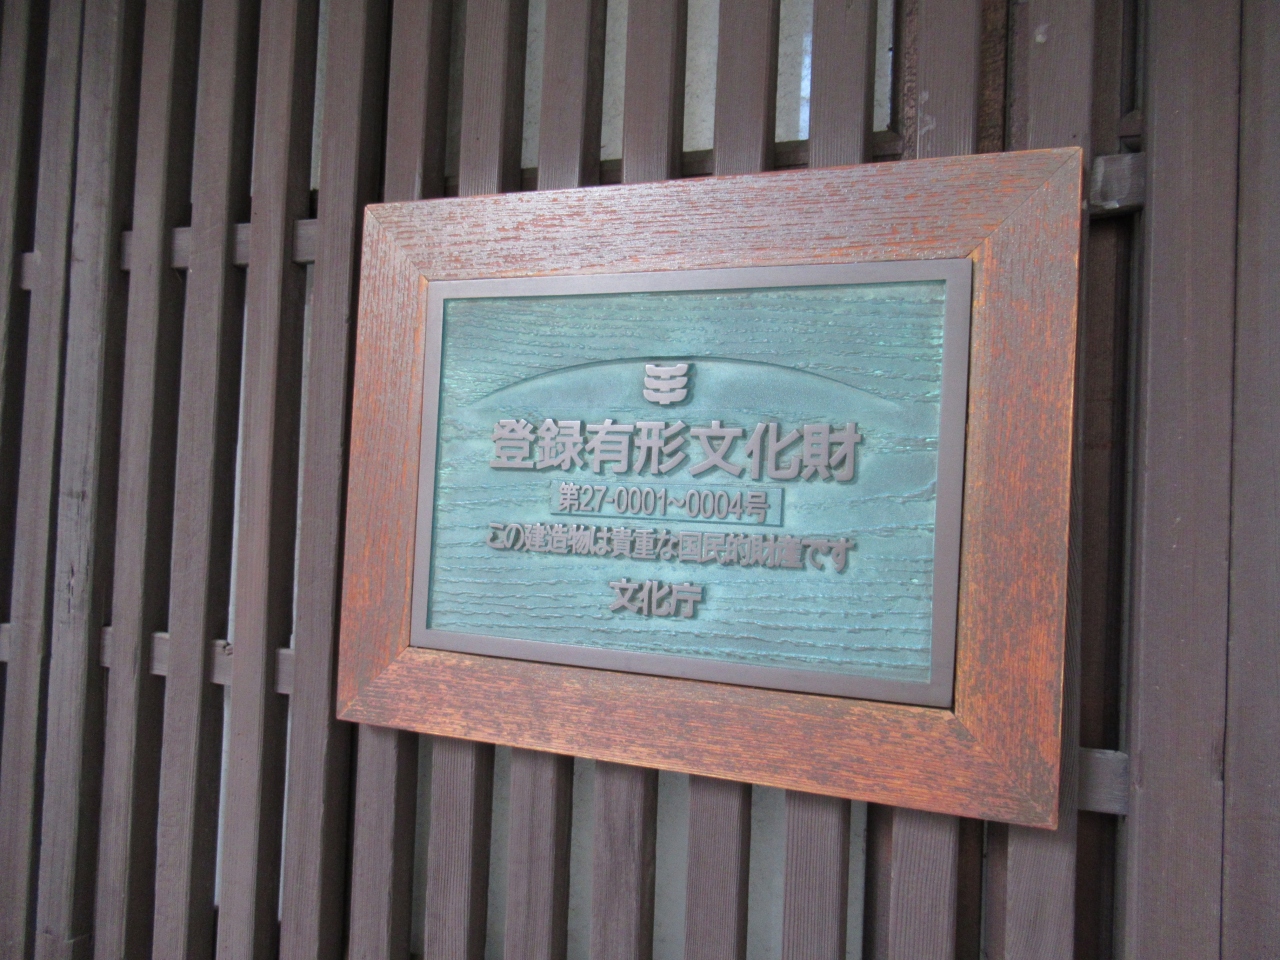 登録有形文化財
第27-0001~0004号
この建造物は貴重な国民的財産です
文化庁